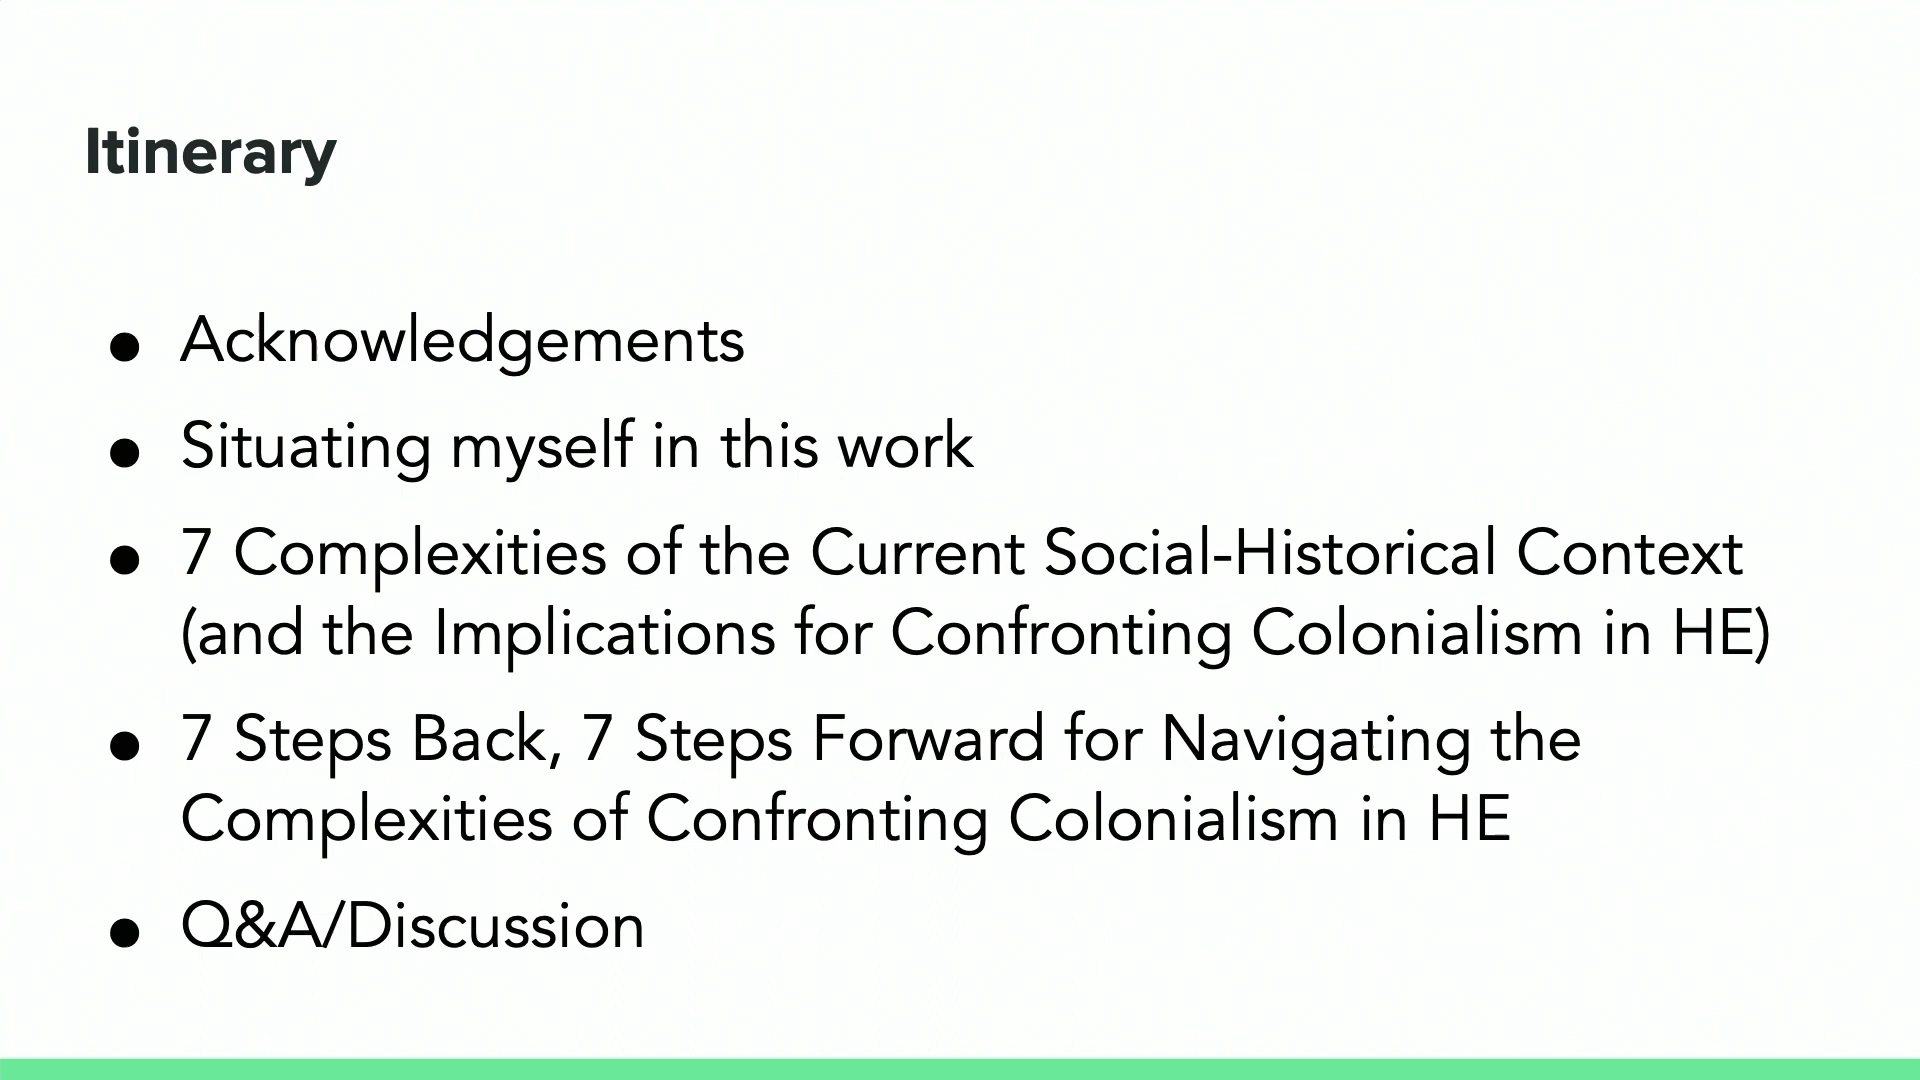 Itinerary
● Acknowledgements
● Situating myself in this work
● 7 Complexities of the Current Social-Historical Context
(and the Implications for Confronting Colonialism in HE)
● 7 Steps Back, 7 Steps Forward for Navigating the
Complexities of Confronting Colonialism in HE
● Q&A/Discussion